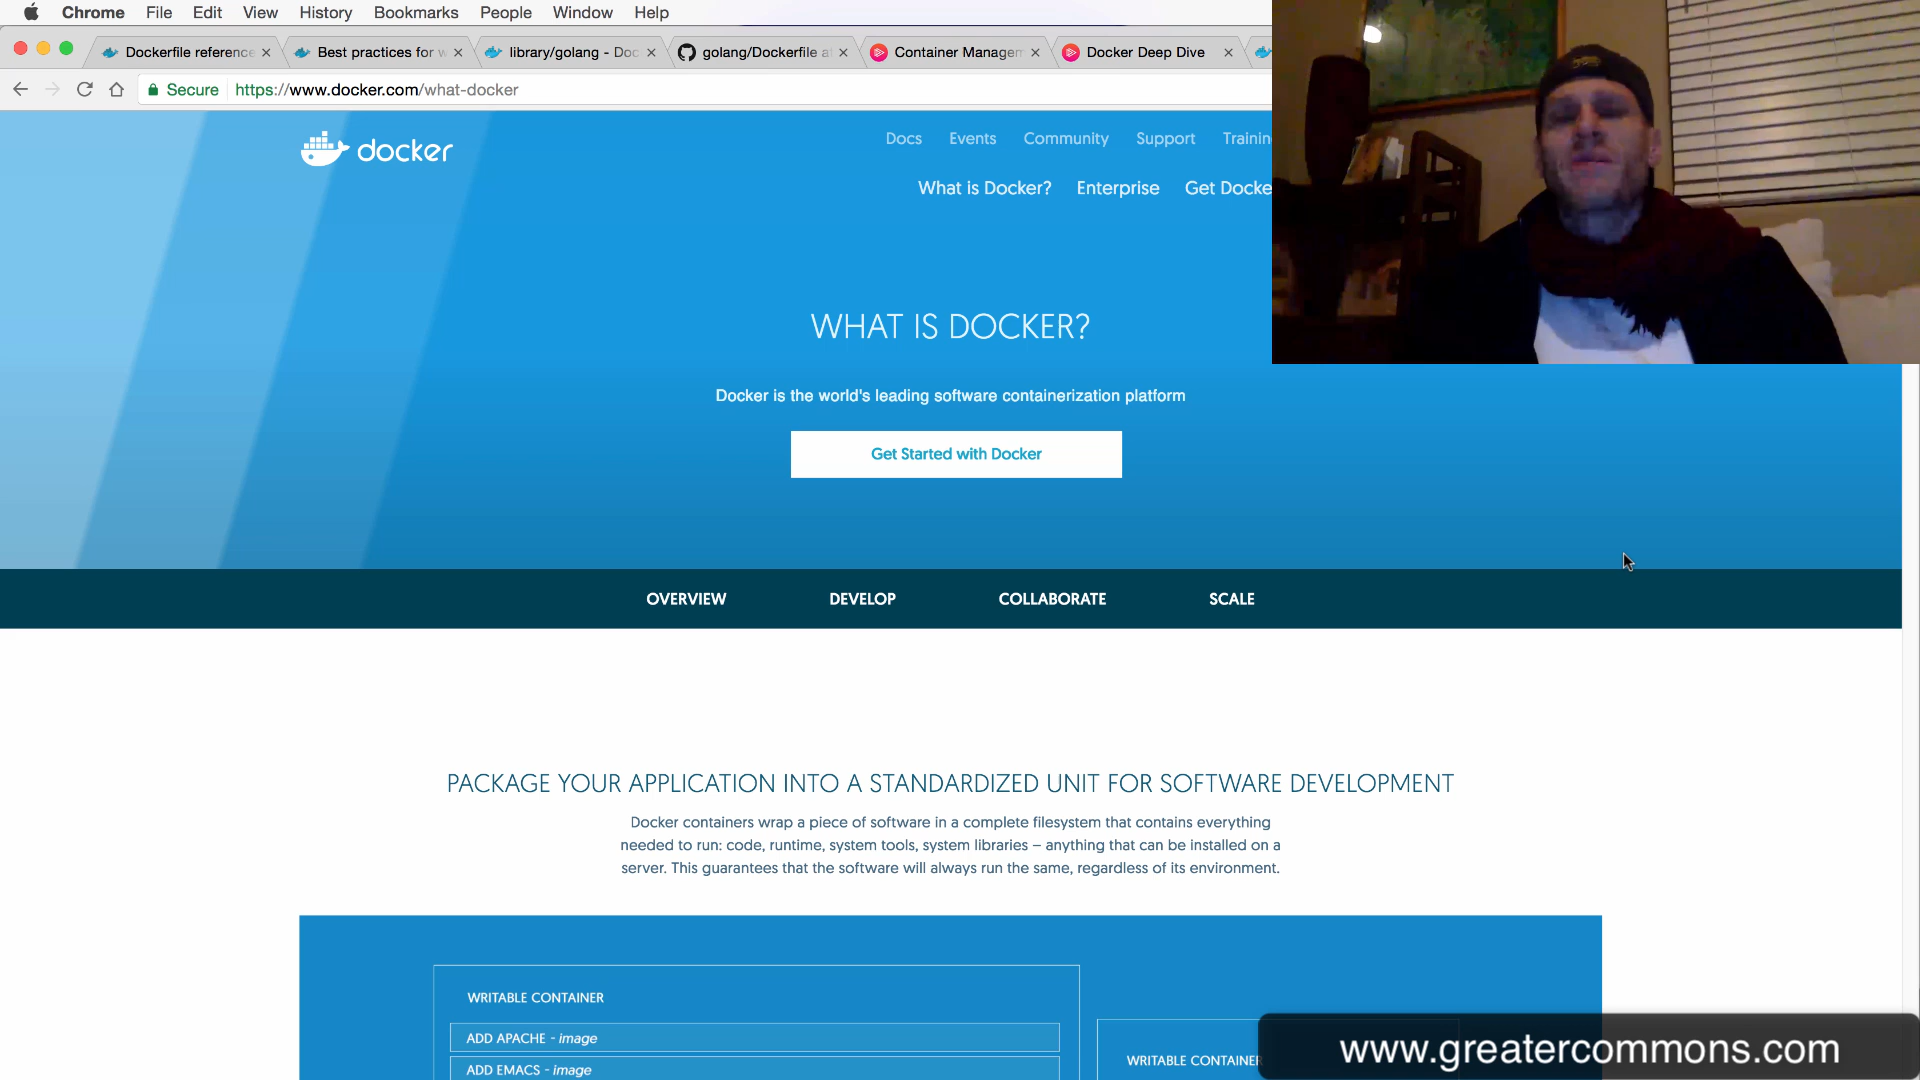 Chrome File Edit View History Bookmarks People Window Help
Dockerfile reference
Best practices for w
library/golang - Doc
golang/Dockerfile at
Container Managem
Docker Deep Dive
Secure https://www.docker.com/what-docker
docker
Docs Events Community Support Trainin
What is Docker? Enterprise Get Docke
WHAT IS DOCKER?
Docker is the world's leading software containerization platform
Get Started with Docker
OVERVIEW DEVELOP COLLABORATE SCALE
PACKAGE YOUR APPLICATION INTO A STANDARDIZED UNIT FOR SOFTWARE DEVELOPMENT
Docker containers wrap a piece of software in a complete filesystem that contains everything
needed to run: code, runtime, system tools, system libraries – anything that can be installed on a
server. This guarantees that the software will always run the same, regardless of its environment.
WRITABLE CONTAINER
ADD APACHE - image
ADD EMACS - image
WRITABLE CONTAINER
www.greatercommons.com